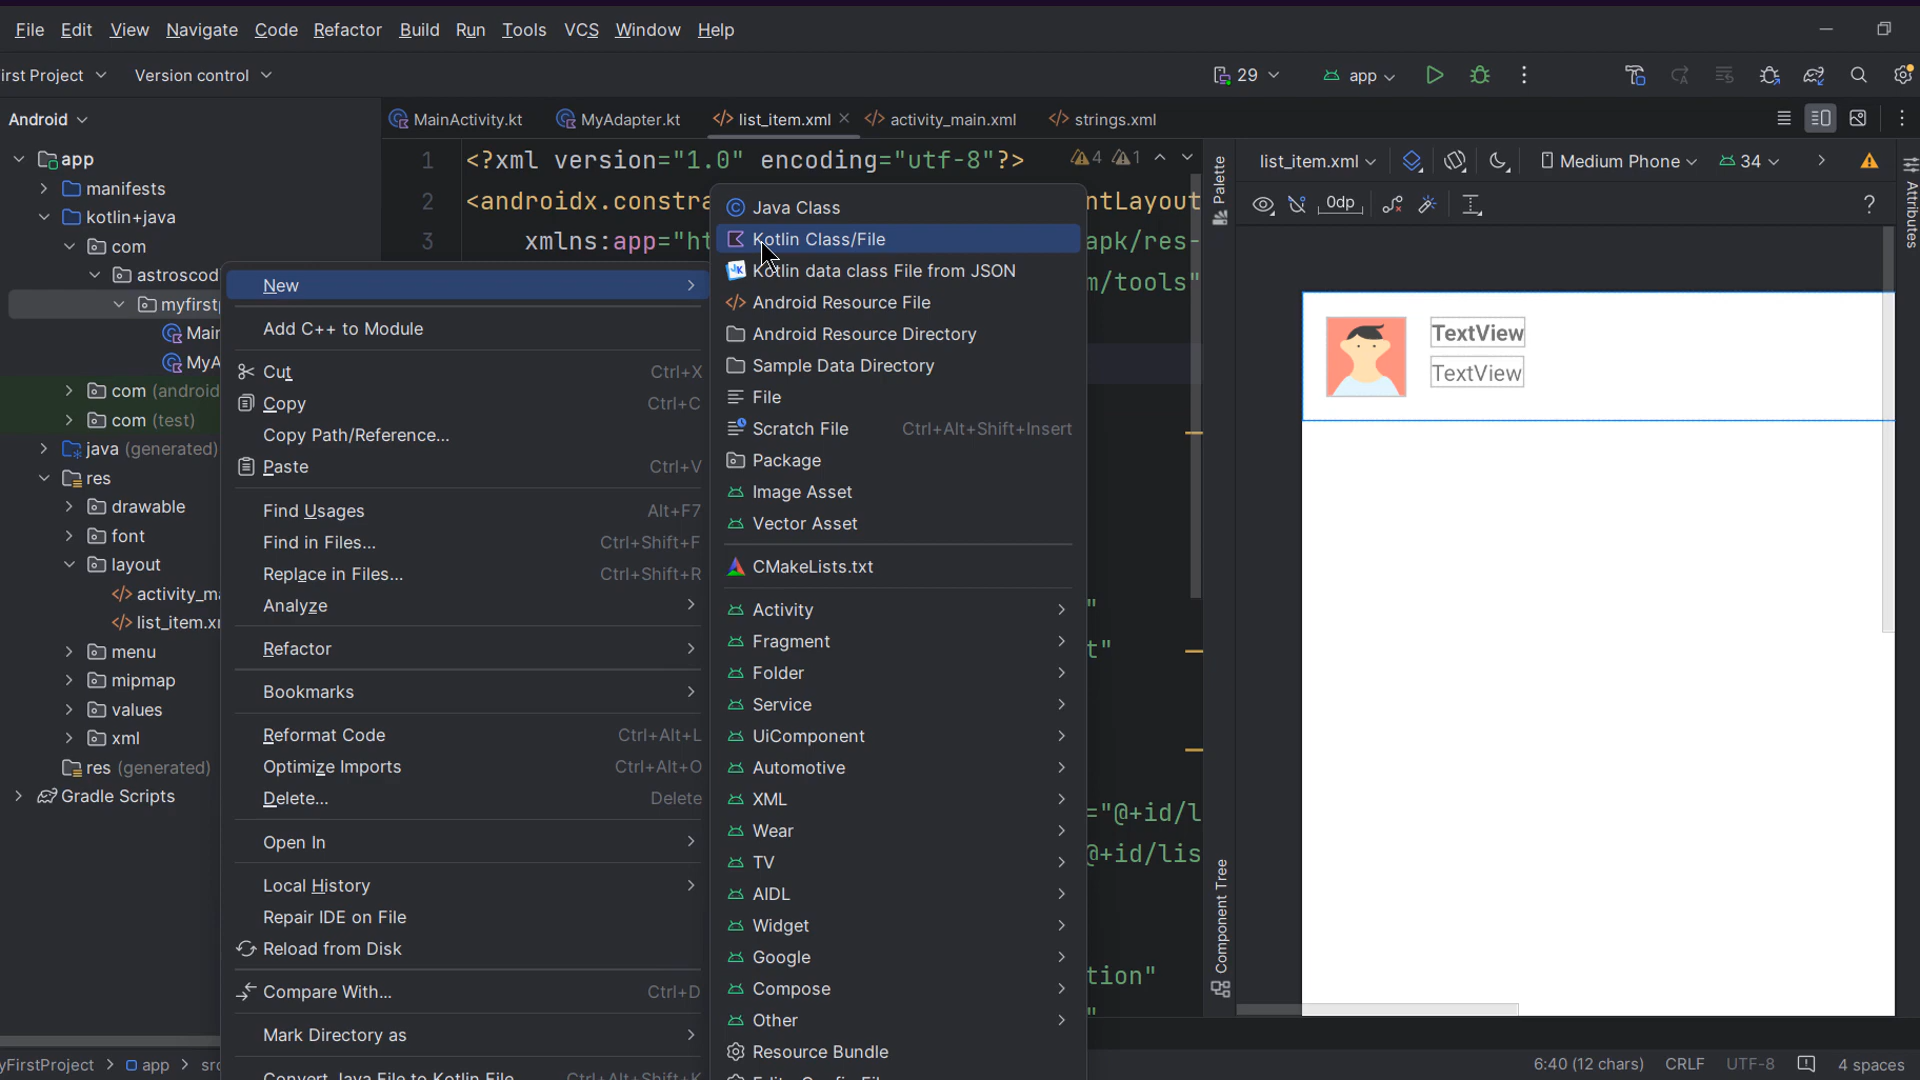 File Edit View Navigate Code Refactor Build Run Tools VCS Window Help
irst Project Version control 29 app
Android MainActivity.kt MyAdapter.kt list_item.xml activity_main.xml strings.xml
app
manifests
kotlin+java
com
astroscod
myfirst
Main
MyA
com (android
com (test)
java (generated)
res
drawable
font
layout
activity_ma
list_item.x
menu
mipmap
values
xml
res (generated)
Gradle Scripts
1 <?xml version="1.0" encoding="utf-8"?> 4 1
2 <androidx.constra ntLayout
3 xmlns:app="ht apk/res-
m/tools"
"
t"
="@+id/l
@+id/lis
tion"
"
New
Add C++ to Module
Cut Ctrl+X
Copy Ctrl+C
Copy Path/Reference...
Paste Ctrl+V
Find Usages Alt+F7
Find in Files... Ctrl+Shift+F
Replace in Files... Ctrl+Shift+R
Analyze
Refactor
Bookmarks
Reformat Code Ctrl+Alt+L
Optimize Imports Ctrl+Alt+O
Delete... Delete
Open In
Local History
Repair IDE on File
Reload from Disk
Compare With... Ctrl+D
Mark Directory as
Convert Java File to Kotlin File Ctrl+Alt+Shift+K
Java Class
Kotlin Class/File
Kotlin data class File from JSON
Android Resource File
Android Resource Directory
Sample Data Directory
File
Scratch File Ctrl+Alt+Shift+Insert
Package
Image Asset
Vector Asset
CMakeLists.txt
Activity
Fragment
Folder
Service
UiComponent
Automotive
XML
Wear
TV
AIDL
Widget
Google
Compose
Other
Resource Bundle
Palette
Component Tree
list_item.xml Medium Phone 34
0dp ?
Attributes
TextView
TextView
yFirstProject > app > src 6:40 (12 chars) CRLF UTF-8 4 spaces